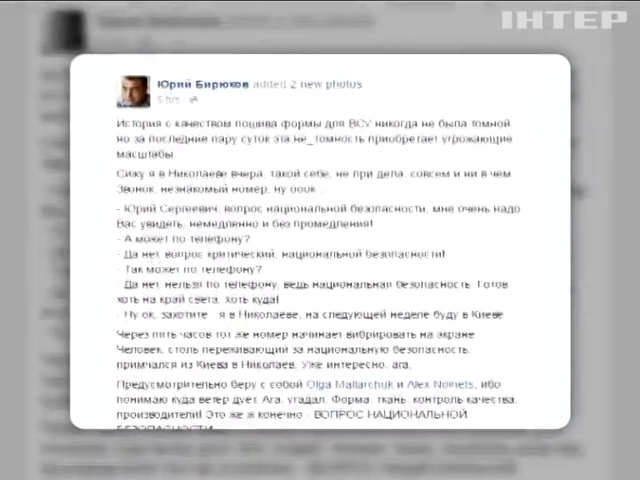 ІНТЕР
Юрий Бирюков added 2 new photos
5 hrs
История с качеством пошива формы для ВСУ никогда не была томной
но за последние пару суток эта не_томность приобретает угрожающие
масштабы
Сижу я в Николаеве вчера, такой себе, не при дела, совсем и ни в чем
Звонок, незнакомый номер, ну ооок...
- Юрий Сергеевич, вопрос национальной безопасности, мне очень надо
Вас увидеть, немедленно и без промедления!
- А может по телефону?
- Да нет, вопрос критический, национальной безопасности!
- Так может по телефону?
- Да нет, нельзя по телефону, ведь национальная безопасность. Готов
хоть на край света, хоть куда!
- Ну ок, захотите - я в Николаеве, на следующей неделе буду в Киеве
Через пять часов тот же номер начинает вибрировать на экране
Человек, столь переживающий за национальную безопасность,
примчался из Киева в Николаев. Уже интересно, ага.
Предусмотрительно беру с собой Olga Mallarchuk и Alex Noinets, ибо
понимаю куда ветер дует. Ага, угадал. Форма, ткань, контроль качества,
производители! Это же ж конечно - ВОПРОС НАЦИОНАЛЬНОЙ
БЕЗОПАСНОСТИ